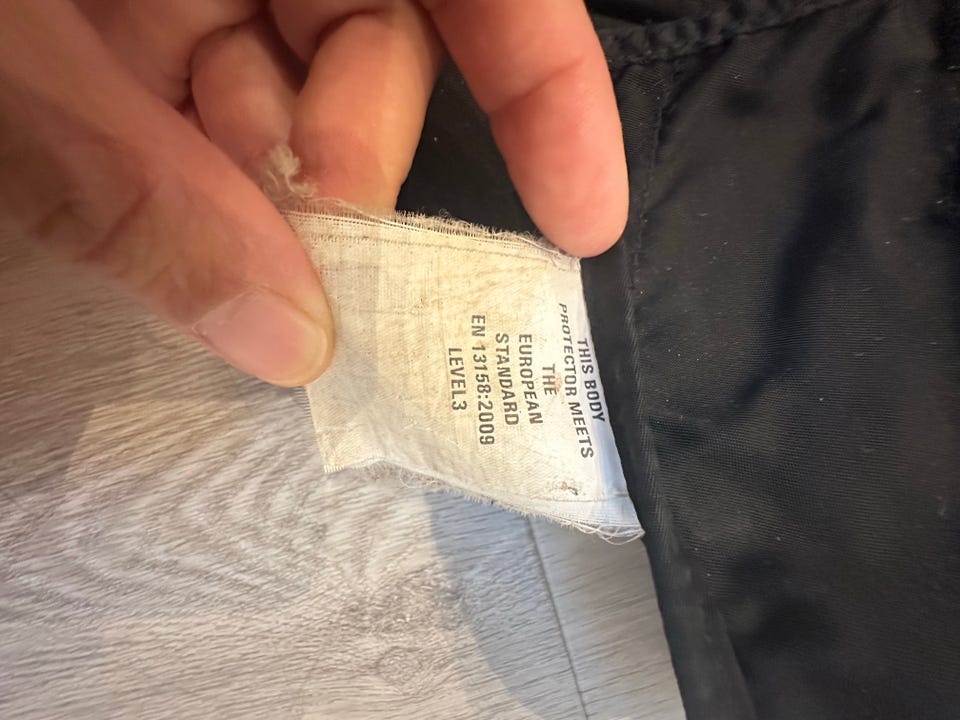 THIS BODY
PROTECTOR MEETS
THE
EUROPEAN
STANDARD
EN 13158:2009
LEVEL3